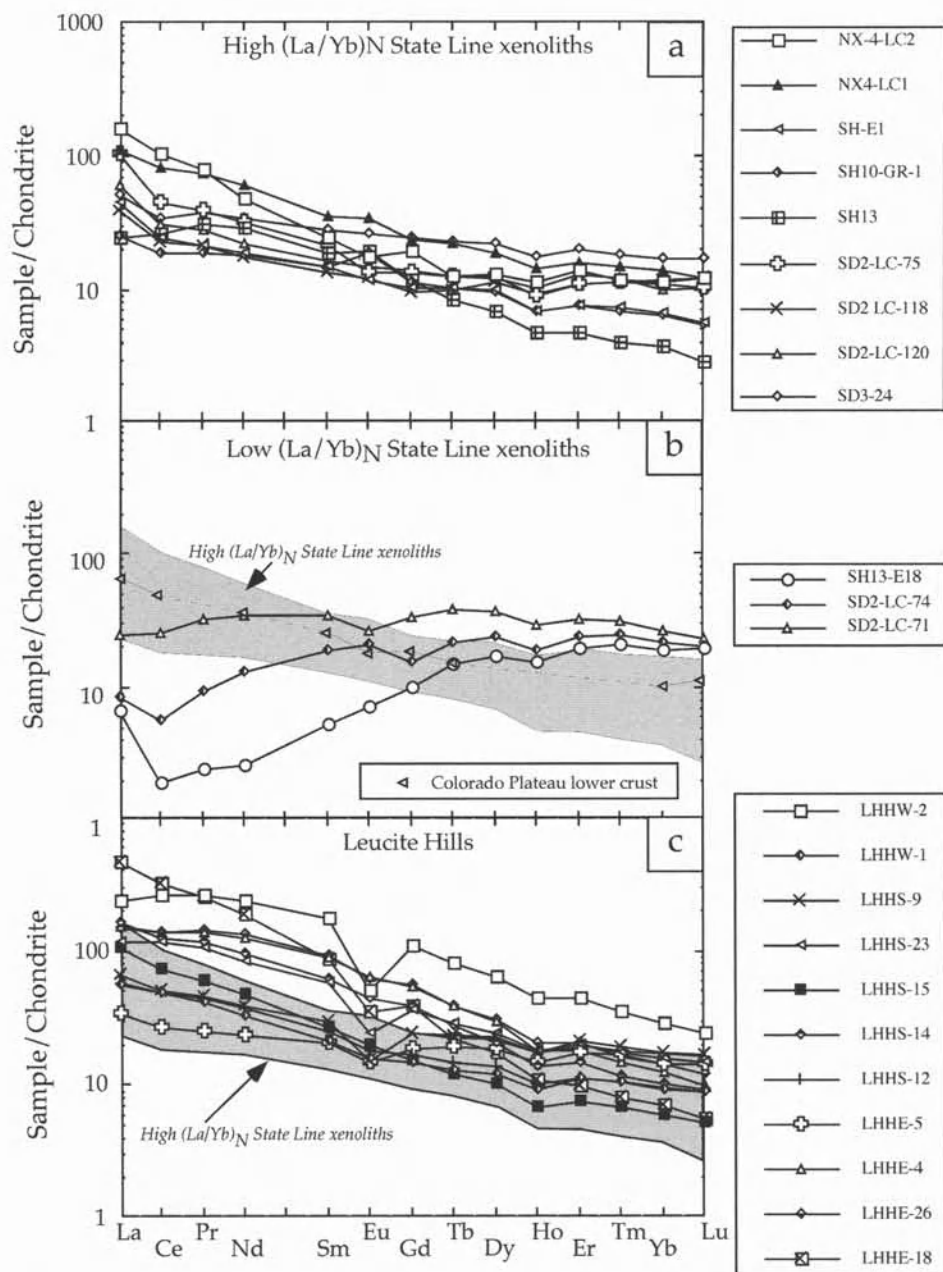 1000
100
10
1
Sample/Chondrite
High (La/Yb)N State Line xenoliths
a
NX-4-LC2
NX4-LC1
SH-E1
SH10-GR-1
SH13
SD2-LC-75
SD2 LC-118
SD2-LC-120
SD3-24
100
10
1
Sample/Chondrite
Low (La/Yb)N State Line xenoliths
b
High (La/Yb)N State Line xenoliths
Colorado Plateau lower crust
SH13-E18
SD2-LC-74
SD2-LC-71
100
10
1
Sample/Chondrite
Leucite Hills
c
High (La/Yb)N State Line xenoliths
LHHW-2
LHHW-1
LHHS-9
LHHS-23
LHHS-15
LHHS-14
LHHS-12
LHHE-5
LHHE-4
LHHE-26
LHHE-18
La Ce Pr Nd Sm Eu Gd Tb Dy Ho Er Tm Yb Lu